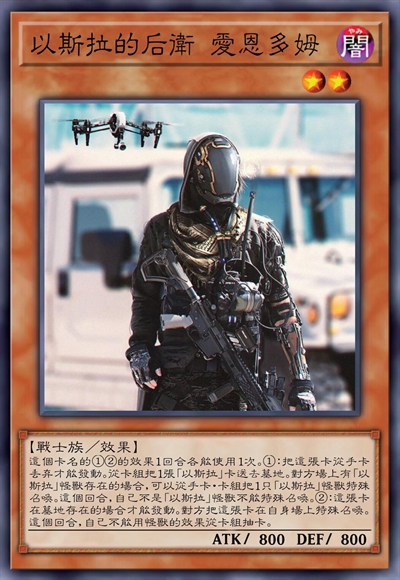 以斯拉的后衛 愛恩多姆
闇
やみ
【戰士族／效果】
這個卡名的①②的效果1回合各能使用1次。①：把這張卡從手卡
去弃才能發動。從卡組把1張「以斯拉」卡送去墓地。對方場上有「以
斯拉」怪獸存在的場合，可以從手卡·卡組把1只「以斯拉」怪獸特殊
召喚。這個回合，自己不是「以斯拉」怪獸不能特殊召喚。②：這張卡
在墓地存在的場合才能發動。對方把這張卡在自身場上特殊召喚。
這個回合，自己不能用怪獸的效果從卡組抽卡。
ATK/ 800 DEF/ 800